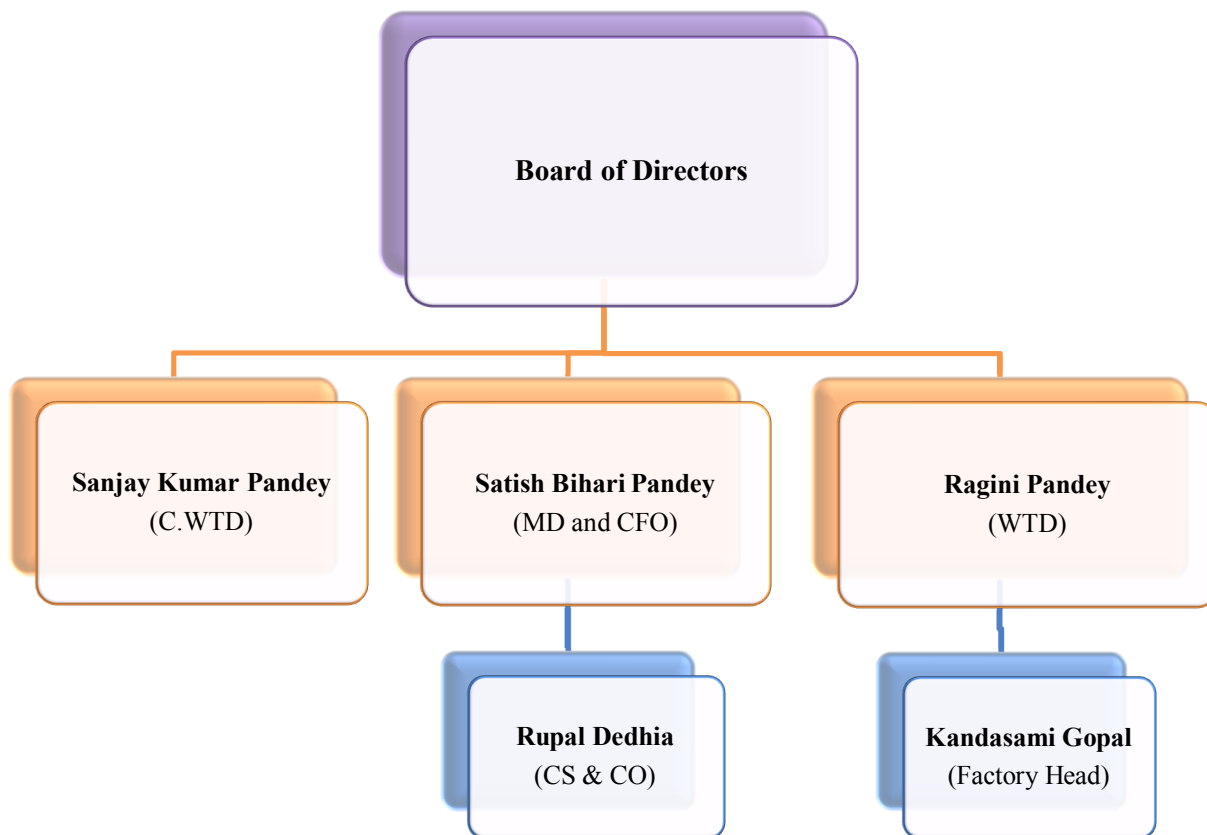 Board of Directors
Sanjay Kumar Pandey
(C.WTD)
Satish Bihari Pandey
(MD and CFO)
Ragini Pandey
(WTD)
Rupal Dedhia
(CS & CO)
Kandasami Gopal
(Factory Head)